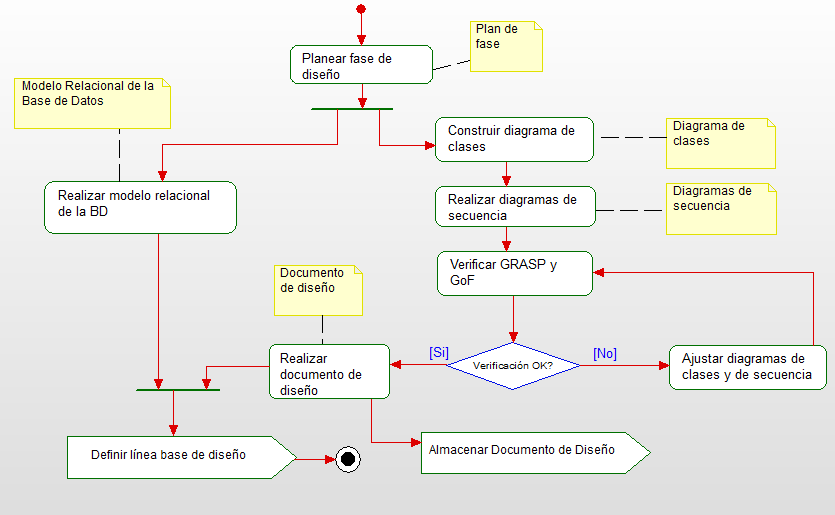 Plan de
fase
Planear fase de
diseño
Modelo Relacional de la
Base de Datos
Construir diagrama de
clases
Diagrama de
clases
Realizar modelo relacional
de la BD
Realizar diagramas de
secuencia
Diagramas de
secuencia
Verificar GRASP y
GoF
Documento
de diseño
Realizar
documento de
diseño
[Si]
Verificación OK?
[No]
Ajustar diagramas de
clases y de secuencia
Definir línea base de diseño
Almacenar Documento de Diseño